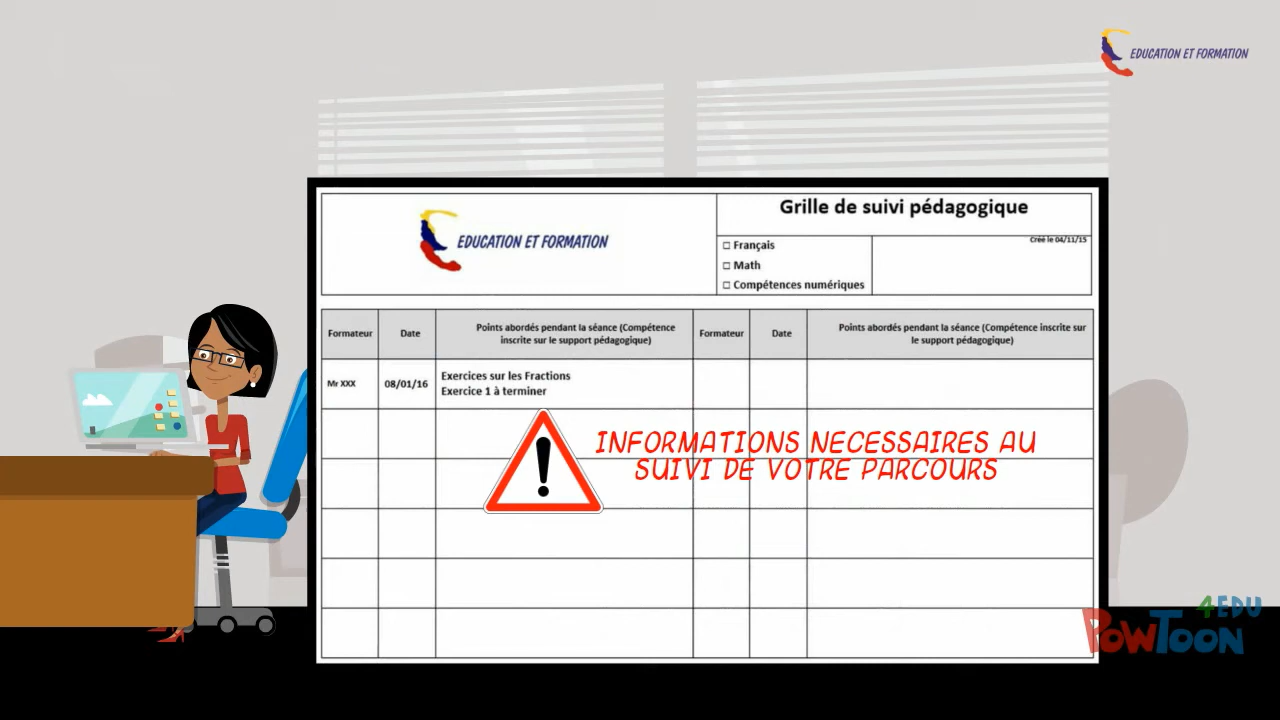 EDUCATION ET FORMATION
EDUCATION ET FORMATION
Grille de suivi pédagogique
Créé le 04/11/15
□ Français
□ Math
□ Compétences numériques
Formateur
Date
Points abordés pendant la séance (Compétence
inscrite sur le support pédagogique)
Formateur
Date
Points abordés pendant la séance (Compétence inscrite sur
le support pédagogique)
Mr XXX
08/01/16
Exercices sur les Fractions
Exercice 1 à terminer
INFORMATIONS NECESSAIRES AU
SUIVI DE VOTRE PARCOURS
4EDU
POWTOON